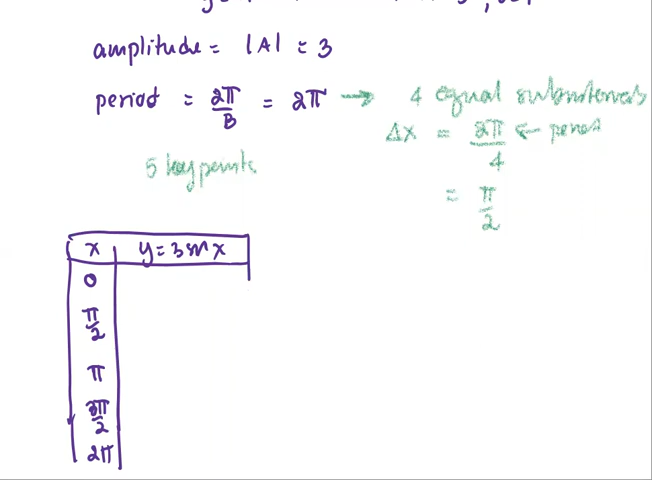 amplitude = |A| = 3
period = 2π/B = 2π → 4 equal subintervals
Δx = 2π/4 ← period
= π/2
5 key points
x y = 3 sin x
0
π/2
π
3π/2
2π